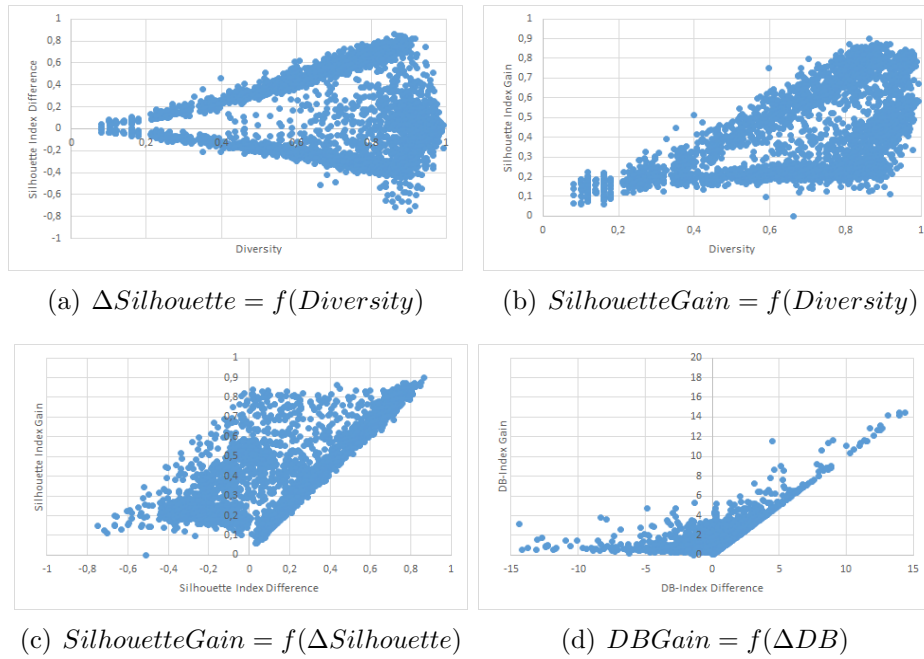 1
0,8
0,6
0,4
0,2
0
-0,2
-0,4
-0,6
-0,8
-1
0 0,2 0,4 0,6 0,8 1
Silhouette Index Difference
Diversity
(a) ΔSilhouette = f(Diversity)
1
0,9
0,8
0,7
0,6
0,5
0,4
0,3
0,2
0,1
0
0 0,2 0,4 0,6 0,8 1
Silhouette Index Gain
Diversity
(b) SilhouetteGain = f(Diversity)
1
0,9
0,8
0,7
0,6
0,5
0,4
0,3
0,2
0,1
0
-1 -0,8 -0,6 -0,4 -0,2 0 0,2 0,4 0,6 0,8 1
Silhouette Index Gain
Silhouette Index Difference
(c) SilhouetteGain = f(ΔSilhouette)
20
18
16
14
12
10
8
6
4
2
0
-15 -10 -5 0 5 10 15
DB-Index Gain
DB-Index Difference
(d) DBGain = f(ΔDB)